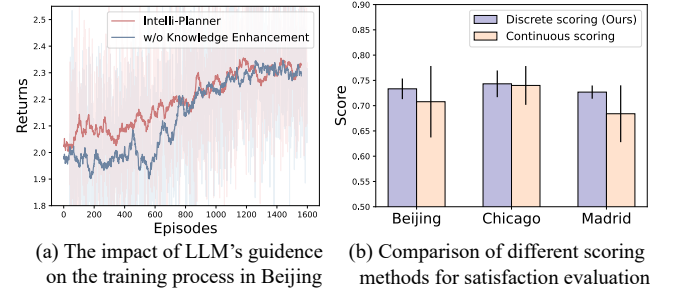 Intelli-Planner
w/o Knowledge Enhancement
Returns
2.5
2.4
2.3
2.2
2.1
2.0
1.9
1.8
0 200 400 600 800 1000 1200 1400 1600
Episodes
(a) The impact of LLM's guidance
on the training process in Beijing
Discrete scoring (Ours)
Continuous scoring
Score
0.90
0.85
0.80
0.75
0.70
0.65
0.60
0.55
0.50
Beijing Chicago Madrid
(b) Comparison of different scoring
methods for satisfaction evaluation